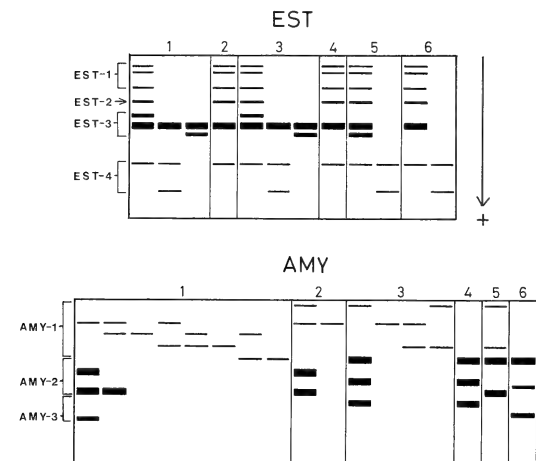 EST
1 2 3 4 5 6
EST-1
EST-2
EST-3
EST-4
+
AMY
1 2 3 4 5 6
AMY-1
AMY-2
AMY-3